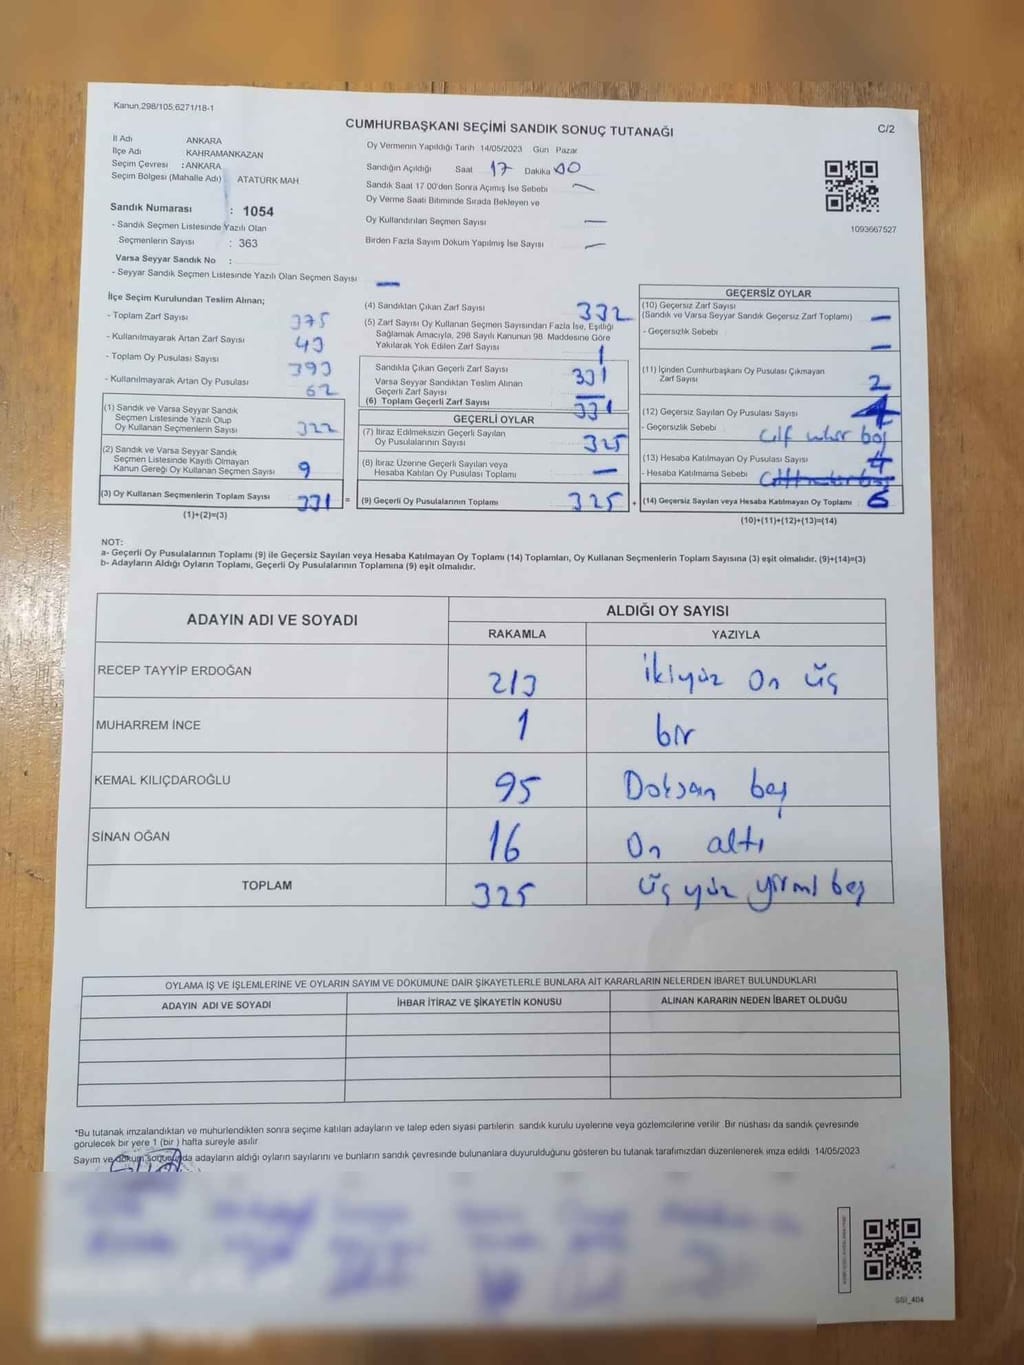 Kanun,298/105,6271/18-1
CUMHURBAŞKANI SEÇİMİ SANDIK SONUÇ TUTANAĞI
C/2
İl Adı ANKARA
İlçe Adı KAHRAMANKAZAN
Seçim Çevresi : ANKARA
Seçim Bölgesi (Mahalle Adı) ATATÜRK MAH
Sandık Numarası : 1054
- Sandık Seçmen Listesinde Yazılı Olan
Seçmenlerin Sayısı : 363
Varsa Seyyar Sandık No :
- Seyyar Sandık Seçmen Listesinde Yazılı Olan Seçmen Sayısı —
Oy Vermenin Yapıldığı Tarih 14/05/2023 Gün Pazar
Sandığın Açıldığı Saat 17 Dakika 00
Sandık Saat 17 00'den Sonra Açımış İse Sebebi —
Oy Verme Saati Bitiminde Sırada Bekleyen ve
Oy Kullandırılan Seçmen Sayısı —
Birden Fazla Sayım Döküm Yapılmış İse Sayısı —
1093667527
İlçe Seçim Kurulundan Teslim Alınan;
- Toplam Zarf Sayısı 375
- Kullanılmayarak Artan Zarf Sayısı 43
- Toplam Oy Pusulası Sayısı 393
- Kullanılmayarak Artan Oy Pusulası 62
(1) Sandık ve Varsa Seyyar Sandık
Seçmen Listesinde Yazılı Olup
Oy Kullanan Seçmenlerin Sayısı 322
(2) Sandık ve Varsa Seyyar Sandık
Seçmen Listesinde Kayıtlı Olmayan
Kanun Gereği Oy Kullanan Seçmen Sayısı 9
(3) Oy Kullanan Seçmenlerin Toplam Sayısı 331 =
(1)+(2)=(3)
(4) Sandıktan Çıkan Zarf Sayısı 332
(5) Zarf Sayısı Oy Kullanan Seçmen Sayısından Fazla İse, Eşitliği
Sağlamak Amacıyla, 298 Sayılı Kanunun 98. Maddesine Göre
Yakılarak Yok Edilen Zarf Sayısı 1
Sandıkta Çıkan Geçerli Zarf Sayısı 331
Varsa Seyyar Sandıktan Teslim Alınan
Geçerli Zarf Sayısı —
(6) Toplam Geçerli Zarf Sayısı 331
GEÇERLİ OYLAR
(7) İtiraz Edilmeksizin Geçerli Sayılan
Oy Pusulalarının Sayısı 325
(8) İtiraz Üzerine Geçerli Sayılan veya
Hesaba Katılan Oy Pusulası Toplamı —
(9) Geçerli Oy Pusulalarının Toplamı 325 +
GEÇERSİZ OYLAR
(10) Geçersiz Zarf Sayısı
(Sandık ve Varsa Seyyar Sandık Geçersiz Zarf Toplamı) —
- Geçersizlik Sebebi —
(11) İçinden Cumhurbaşkanı Oy Pusulası Çıkmayan
Zarf Sayısı 2
(12) Geçersiz Sayılan Oy Pusulası Sayısı 4
- Geçersizlik Sebebi
(13) Hesaba Katılmayan Oy Pusulası Sayısı
- Hesaba Katılmama Sebebi
(14) Geçersiz Sayılan veya Hesaba Katılmayan Oy Toplamı 6
(10)+(11)+(12)+(13)=(14)
NOT:
a- Geçerli Oy Pusulalarının Toplamı (9) ile Geçersiz Sayılan veya Hesaba Katılmayan Oy Toplamı (14) Toplamları, Oy Kullanan Seçmenlerin Toplam Sayısına (3) eşit olmalıdır. (9)+(14)=(3)
b- Adayların Aldığı Oyların Toplamı, Geçerli Oy Pusulalarının Toplamına (9) eşit olmalıdır.
ADAYIN ADI VE SOYADI ALDIĞI OY SAYISI
RAKAMLA YAZIYLA
RECEP TAYYİP ERDOĞAN 213 İkiyüz On üç
MUHARREM İNCE 1 bir
KEMAL KILIÇDAROĞLU 95 Doksan beş
SİNAN OĞAN 16 On altı
TOPLAM 325 üç yüz yirmi beş
OYLAMA İŞ VE İŞLEMLERİNE VE OYLARIN SAYIM VE DÖKÜMÜNE DAİR ŞİKAYETLERLE BUNLARA AİT KARARLARIN NELERDEN İBARET BULUNDUKLARI
ADAYIN ADI VE SOYADI İHBAR İTİRAZ VE ŞİKAYETİN KONUSU ALINAN KARARIN NEDEN İBARET OLDUĞU
*Bu tutanak imzalandıktan ve mühürlendikten sonra seçime katılan adayların ve talep eden siyasi partilerin sandık kurulu üyelerine veya gözlemcilerine verilir Bir nüshası da sandık çevresinde
görülecek bir yere 1 (bir ) hafta süreyle asılır
Sayım ve döküm sonucunda adayların aldığı oyların sayılarını ve bunların sandık çevresinde bulunanlara duyurulduğunu gösteren bu tutanak tarafımızdan düzenlenerek imza edildi 14/05/2023
SSI_404